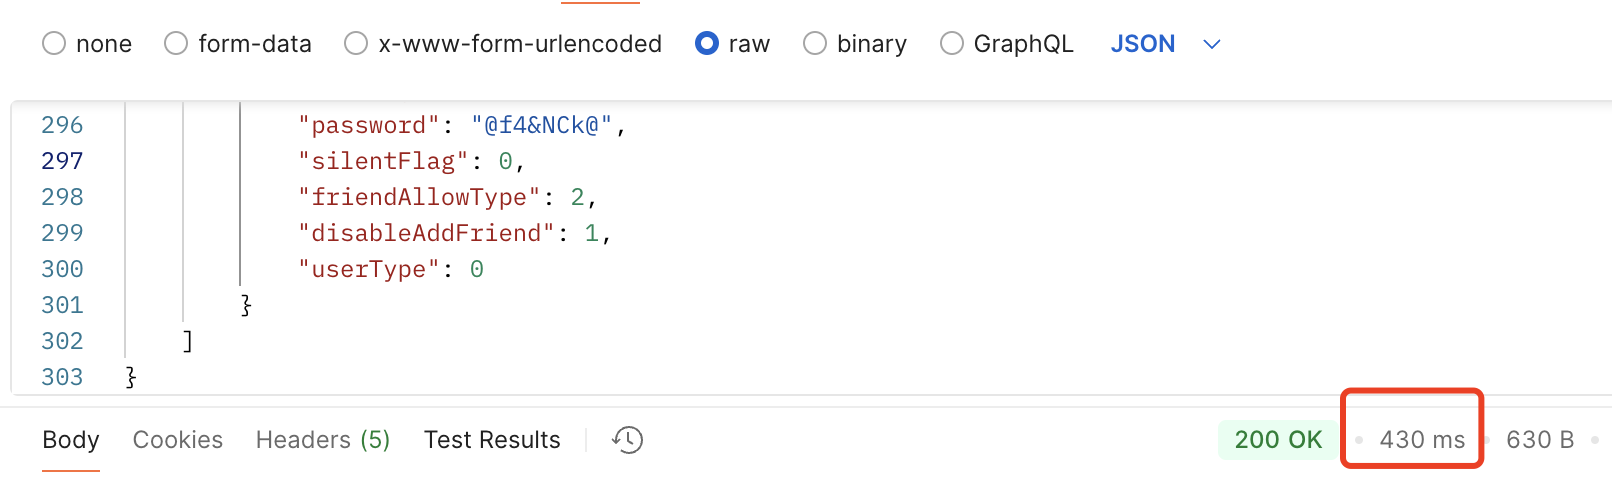 none form-data x-www-form-urlencoded raw binary GraphQL JSON
296 "password": "@f4&NCk@",
297 "silentFlag": 0,
298 "friendAllowType": 2,
299 "disableAddFriend": 1,
300 "userType": 0
301 }
302 ]
303 }
Body Cookies Headers (5) Test Results 200 OK 430 ms 630 B